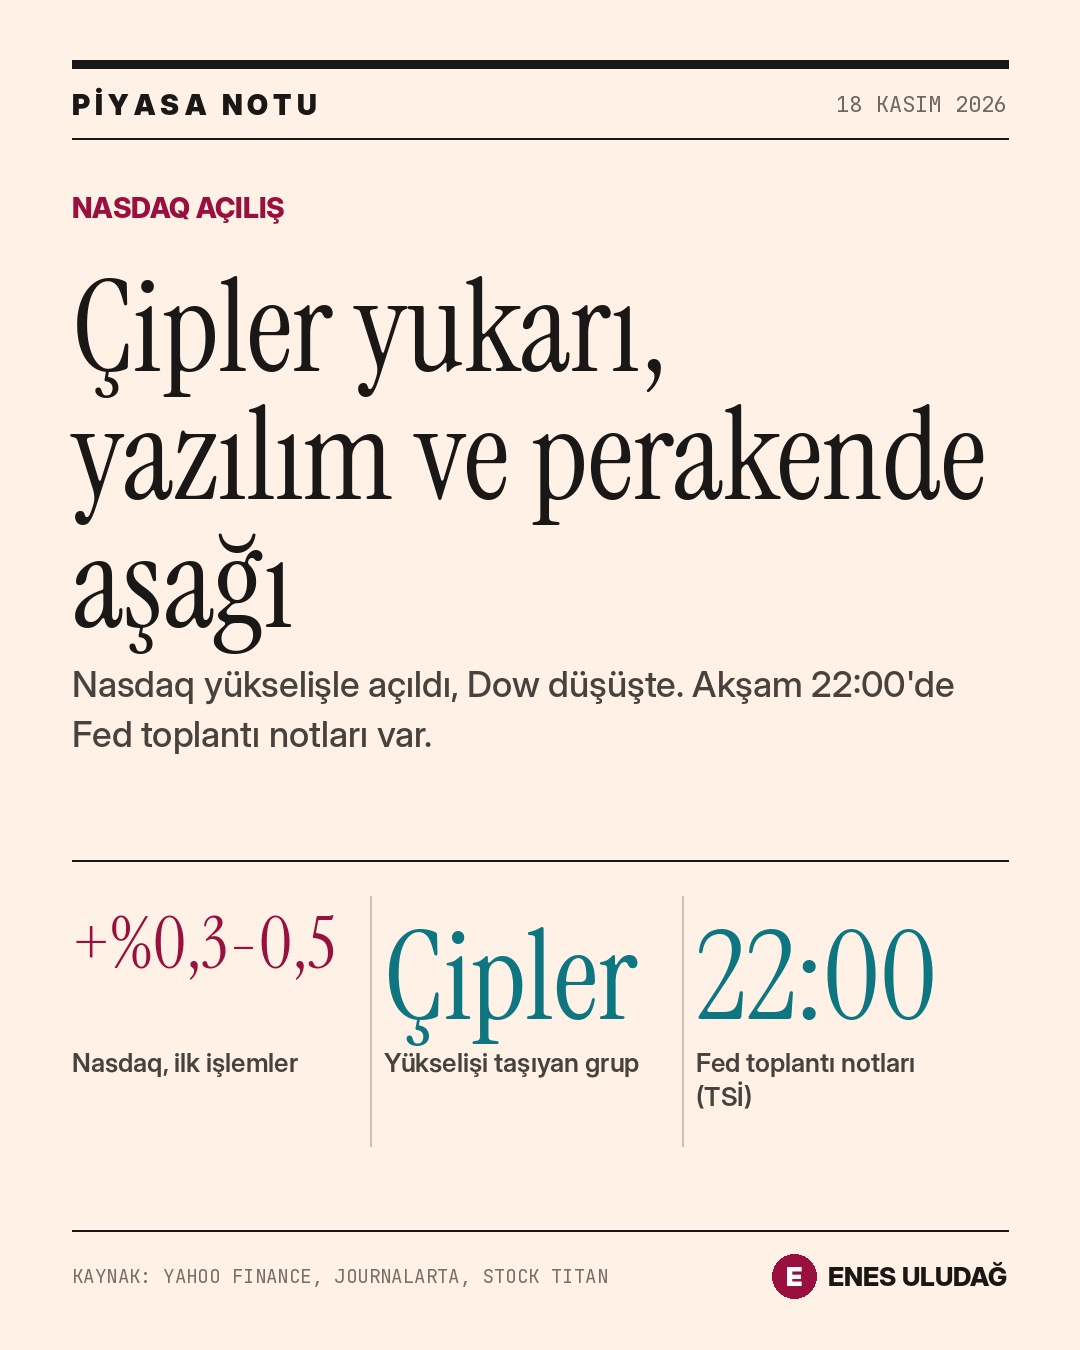 PİYASA NOTU
18 KASIM 2026
NASDAQ AÇILIŞ
Çipler yukarı,
yazılım ve perakende
aşağı
Nasdaq yükselişle açıldı, Dow düşüşte. Akşam 22:00'de
Fed toplantı notları var.
+%0,3-0,5
Nasdaq, ilk işlemler
Çipler
Yükselişi taşıyan grup
22:00
Fed toplantı notları
(TSİ)
KAYNAK: YAHOO FINANCE, JOURNALARTA, STOCK TITAN
E ENES ULUDAĞ